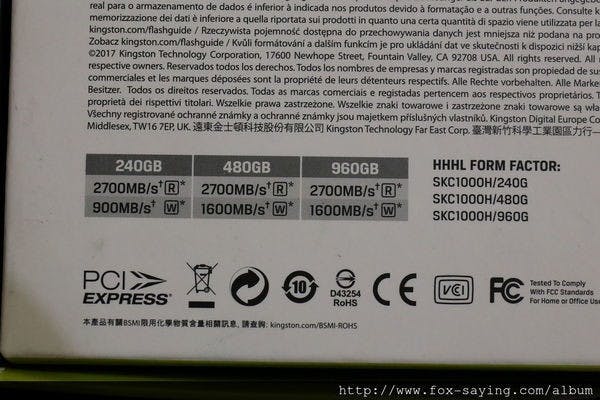 real para o armazenamento de dados é inferior à indicada nos produtos devido à formatação e a outras funções. Consulte
memorizzazione dei dati è inferiore a quella riportata sui prodotti in quanto una certa quantità di spazio viene utilizzata per la
kingston.com/flashguide / Rzeczywista pojemność dostępna do przechowywania danych jest mniejsza niż podana na pro
Zobacz kingston.com/flashguide / Kvůli formátování a dalším funkcím je pro ukládání dat ve skutečnosti k dispozici nižší kap
©2017 Kingston Technology Corporation, 17600 Newhope Street, Fountain Valley, CA 92708 USA. All rights reserved. All
respective owners. Reservados todos los derechos. Todos los nombres de empresas y marcas registradas son propiedad de sus
commerciales et les marques déposées sont la propriété de leurs détenteurs respectifs. Alle Rechte vorbehalten. Alle Marke
Besitzer. Todos os direitos reservados. Todas as marcas comerciais e registadas pertencem aos respectivos proprietários. T
proprietà dei rispettivi titolari. Wszelkie prawa zastrzeżone. Wszystkie znaki towarowe i zastrzeżone znaki towarowe są wła
Všechny registrované ochranné známky a ochranné známky jsou majetkem příslušných vlastníků. Kingston Digital Europe Co
Middlesex, TW16 7EP, UK. 遠東金士頓科技股份有限公司 Kingston Technology Far East Corp. 臺灣新竹科學工業園區力行一
240GB 480GB 960GB
2700MB/s† R* 2700MB/s† R* 2700MB/s† R*
900MB/s† W* 1600MB/s† W* 1600MB/s† W*
HHHL FORM FACTOR:
SKC1000H/240G
SKC1000H/480G
SKC1000H/960G
PCI
EXPRESS®
10
D43254
RoHS
CE
VCI
FC
Tested To Comply
With FCC Standards
For Home or Office Use
本產品有關BSMI限用化學物質含量相關訊息, 請查詢: kingston.com/BSMI-ROHS
http://www.fox-saying.com/album